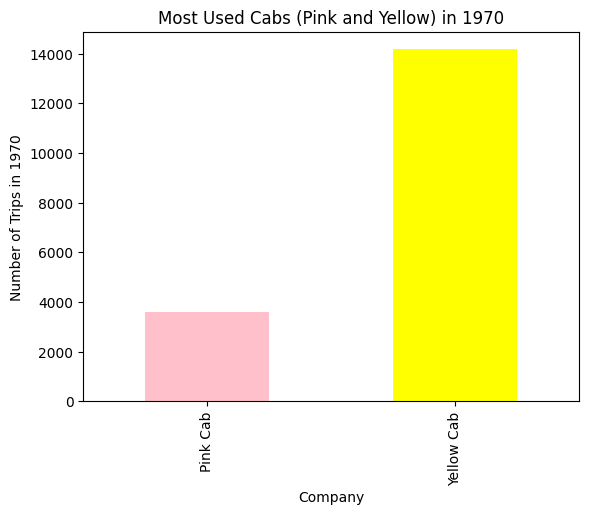 Most Used Cabs (Pink and Yellow) in 1970
Number of Trips in 1970
14000
12000
10000
8000
6000
4000
2000
0
Pink Cab
Yellow Cab
Company